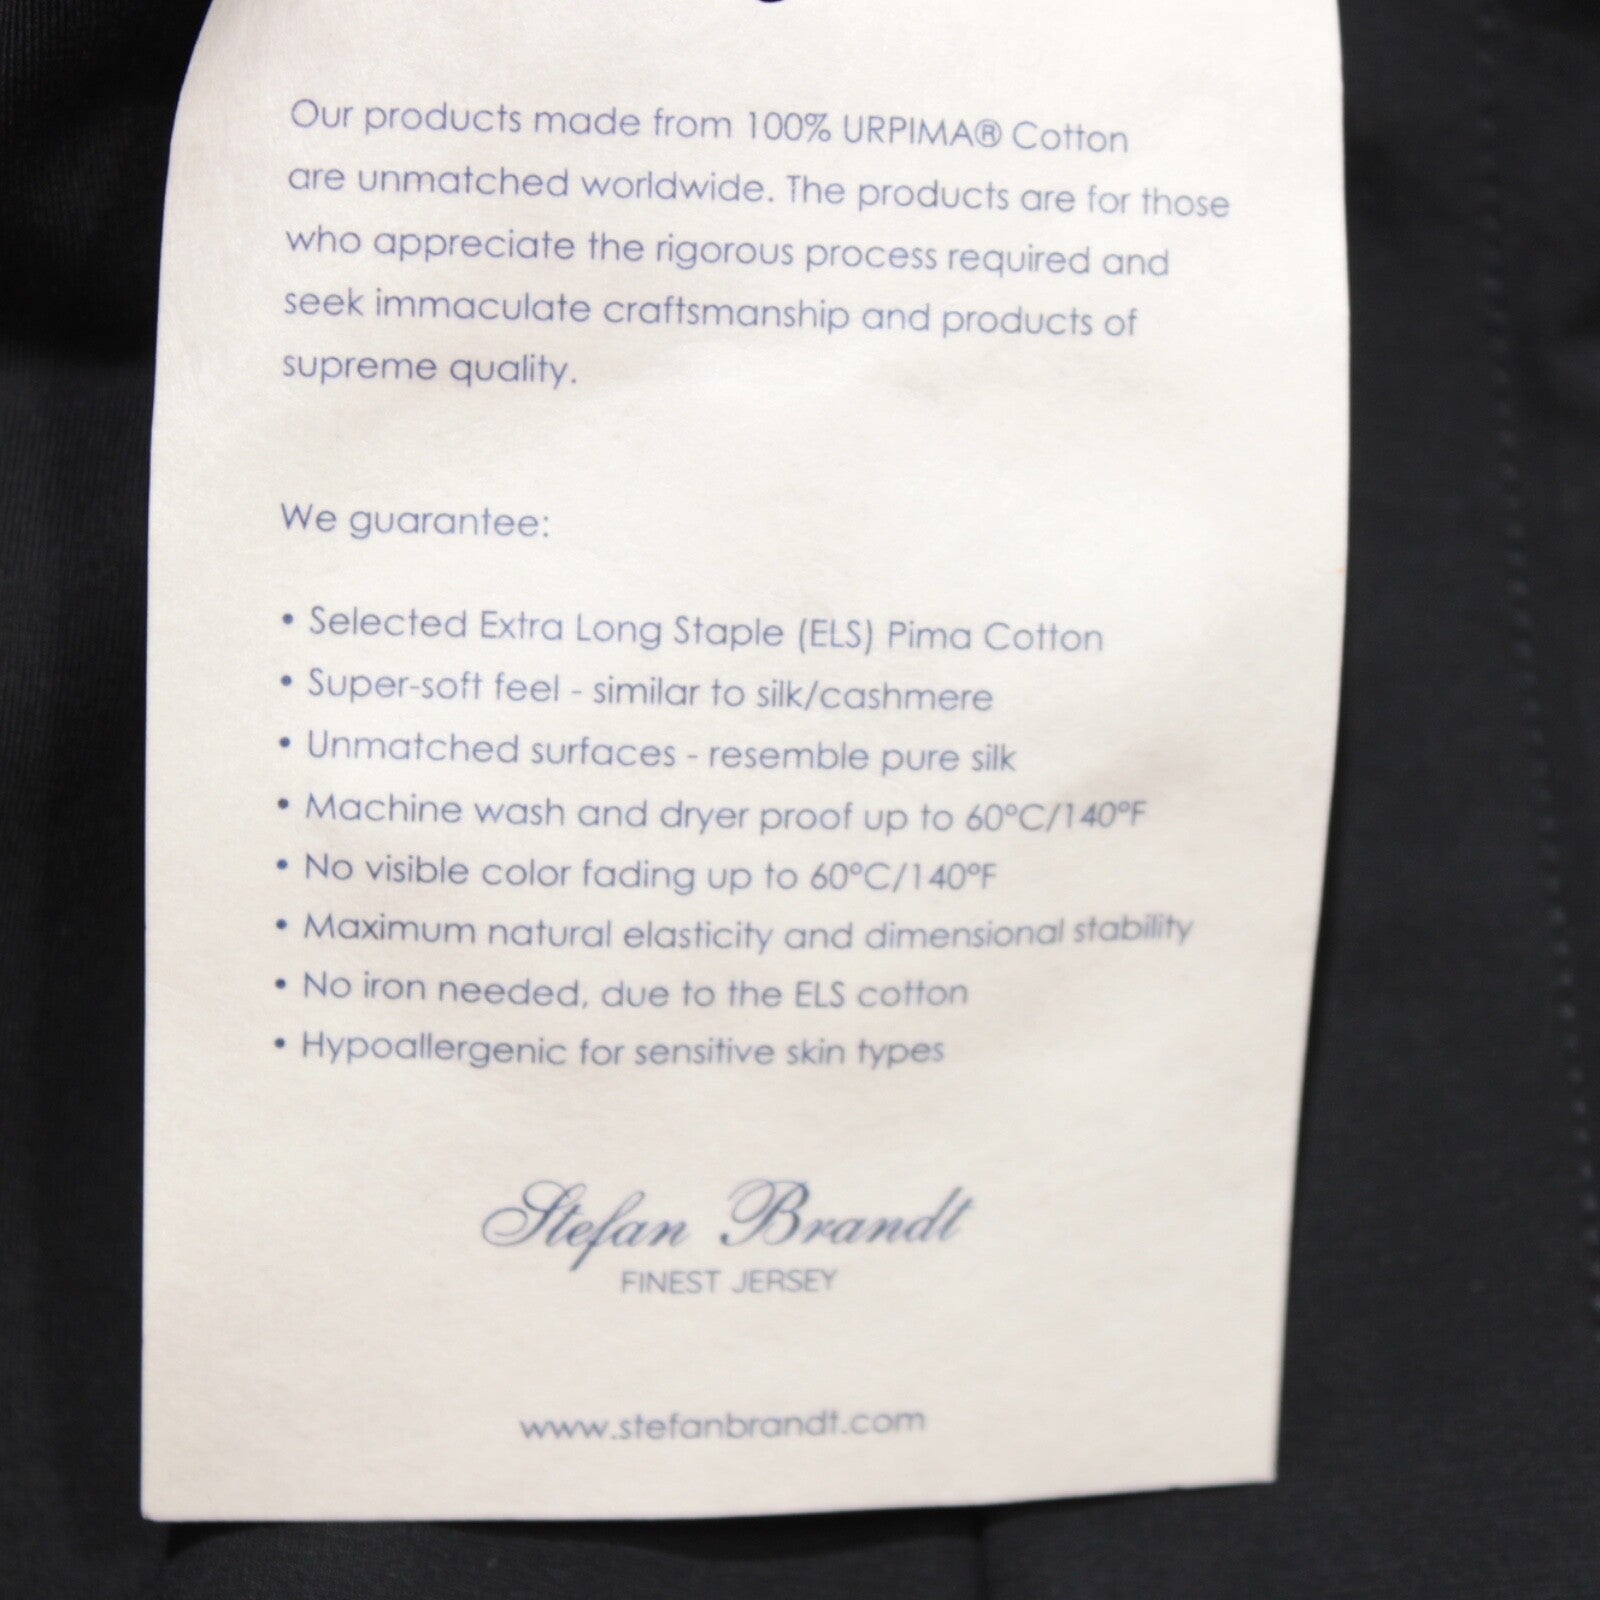 Our products made from 100% URPIMA® Cotton
are unmatched worldwide. The products are for those
who appreciate the rigorous process required and
seek immaculate craftsmanship and products of
supreme quality.
We guarantee:
• Selected Extra Long Staple (ELS) Pima Cotton
• Super-soft feel - similar to silk/cashmere
• Unmatched surfaces - resemble pure silk
• Machine wash and dryer proof up to 60°C/140°F
• No visible color fading up to 60°C/140°F
• Maximum natural elasticity and dimensional stability
• No iron needed, due to the ELS cotton
• Hypoallergenic for sensitive skin types
Stefan Brandt
FINEST JERSEY
www.stefanbrandt.com